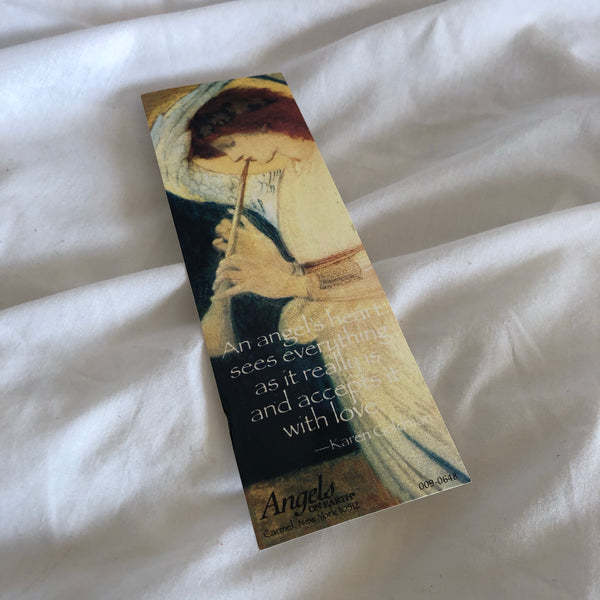 An angel's heart
sees everything
as it really is
and accepts it
with love.
—Karen
Angels
ON EARTH®
Carmel, New York 10512
009-0648